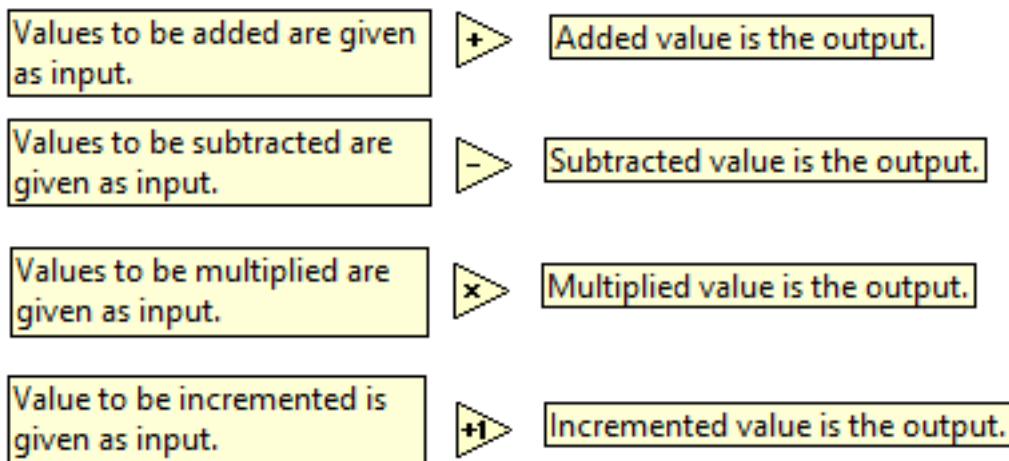 Values to be added are given
as input.
+
Added value is the output.
Values to be subtracted are
given as input.
-
Subtracted value is the output.
Values to be multiplied are
given as input.
x
Multiplied value is the output.
Value to be incremented is
given as input.
+1
Incremented value is the output.